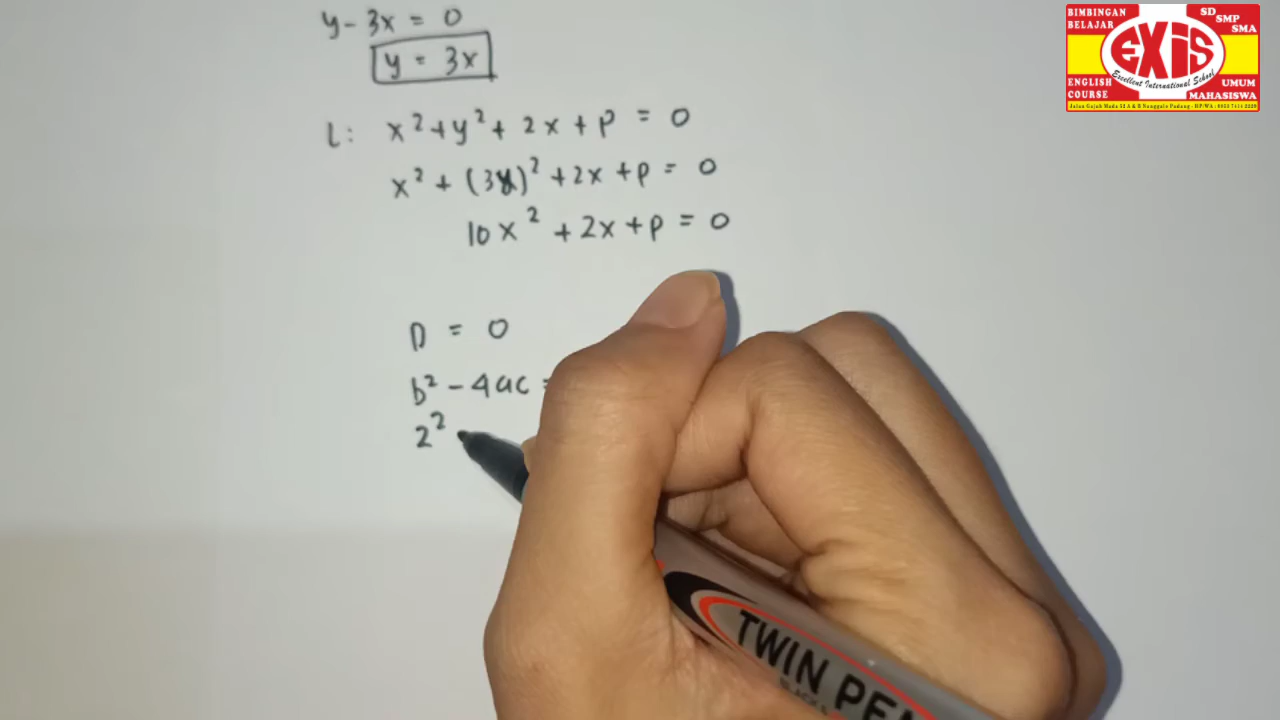 y - 3x = 0
y = 3x
L: x² + y² + 2x + p = 0
x² + (3x)² + 2x + p = 0
10x² + 2x + p = 0
D = 0
b² - 4ac =
2²
TWIN PEN
BIMBINGAN BELAJAR
SD SMP SMA
EXIS
Excellent International School
ENGLISH COURSE
UMUM MAHASISWA